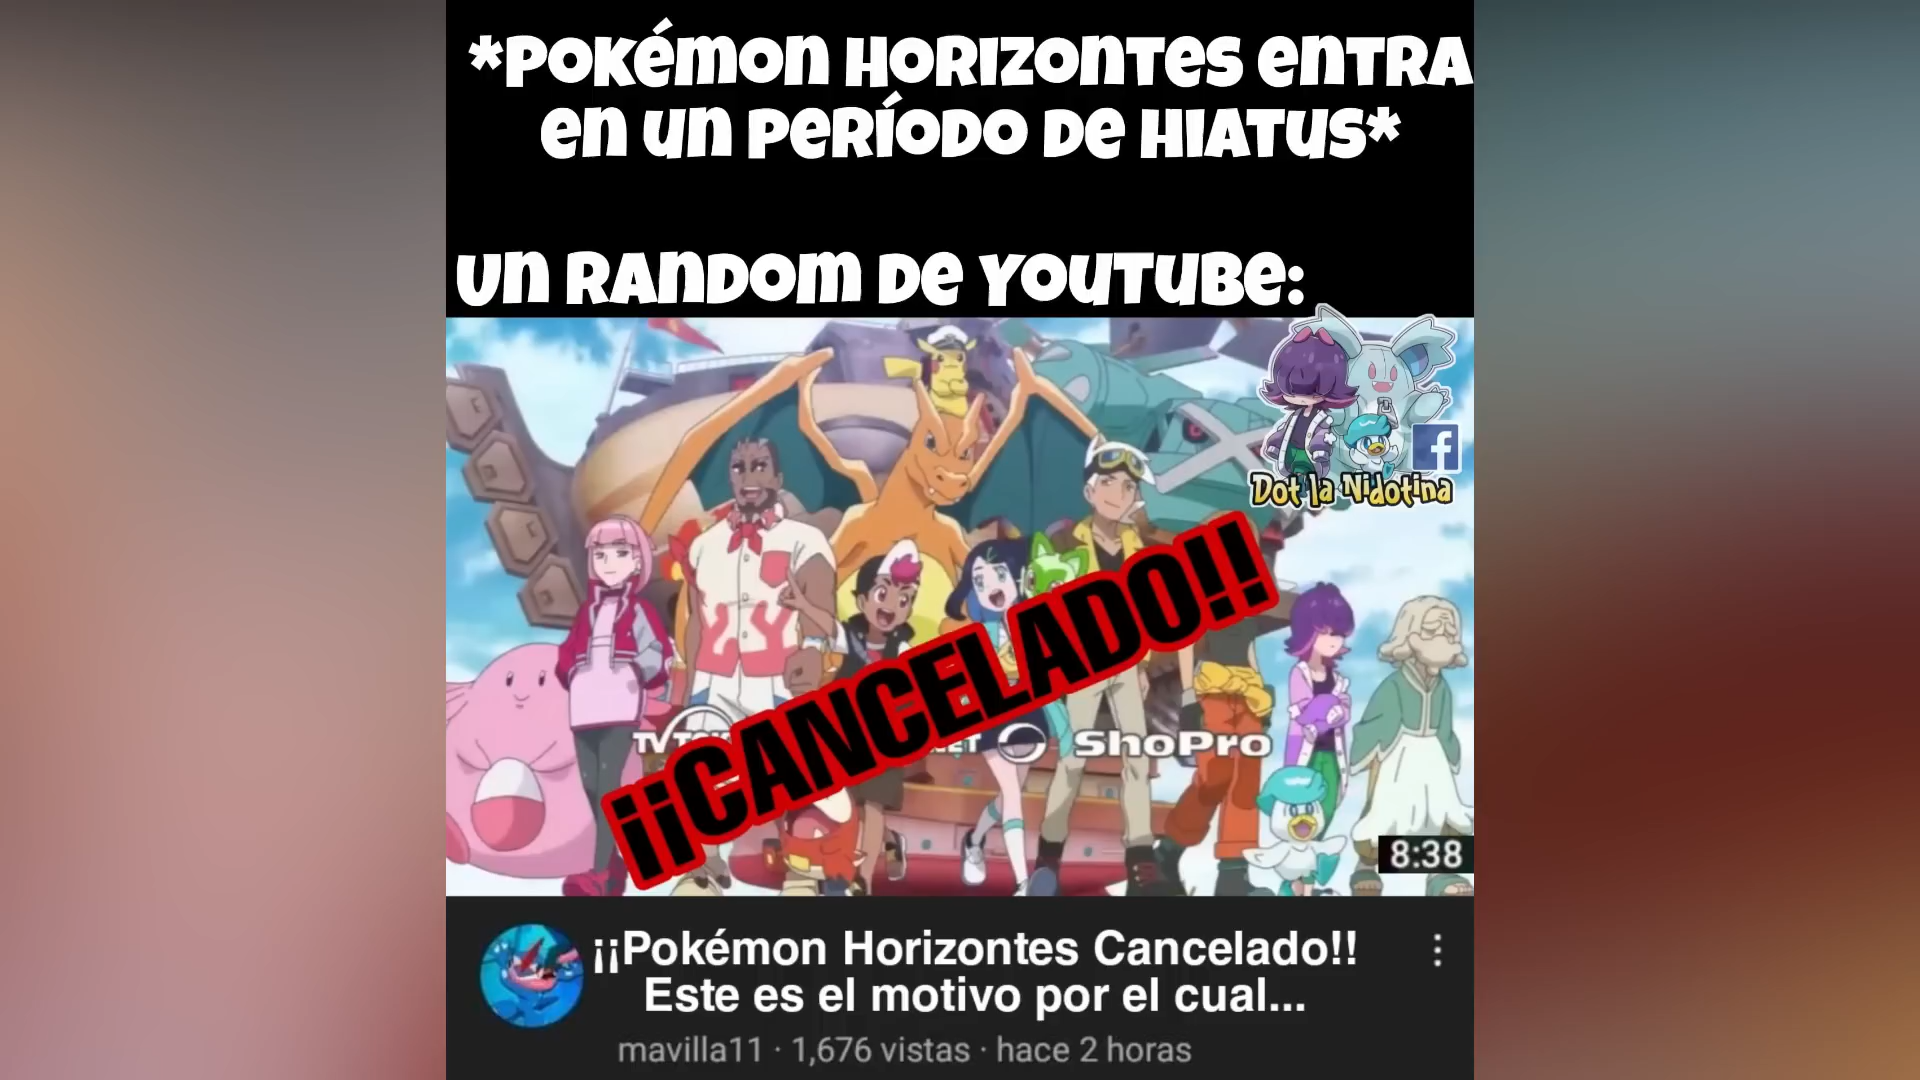 *Pokémon Horizontes entra
en un período de hiatus*
Un random de YouTube:
f
Dot la Nidotina
¡¡CANCELADO!!
TV
ShoPro
8:38
¡¡Pokémon Horizontes Cancelado!!
Este es el motivo por el cual...
mavilla11 · 1,676 vistas · hace 2 horas